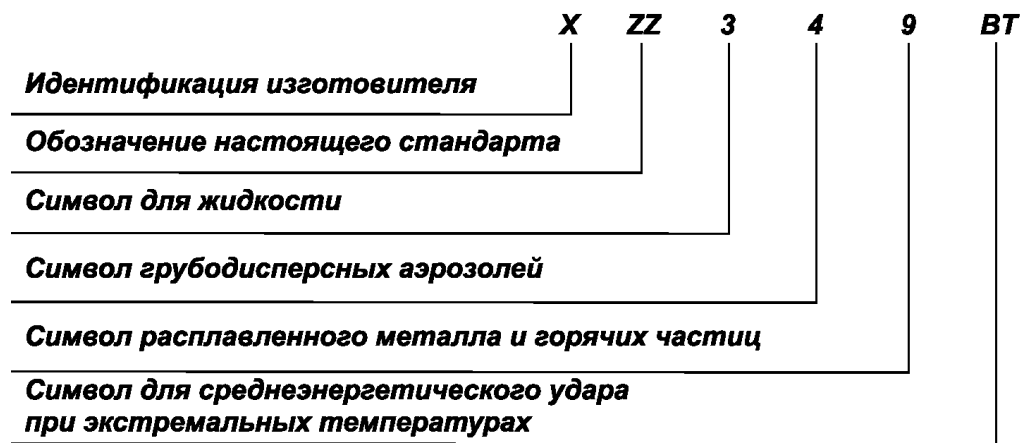 X ZZ 3 4 9 BT
Идентификация изготовителя
Обозначение настоящего стандарта
Символ для жидкости
Символ грубодисперсных аэрозолей
Символ расплавленного металла и горячих частиц
Символ для среднеэнергетического удара
при экстремальных температурах